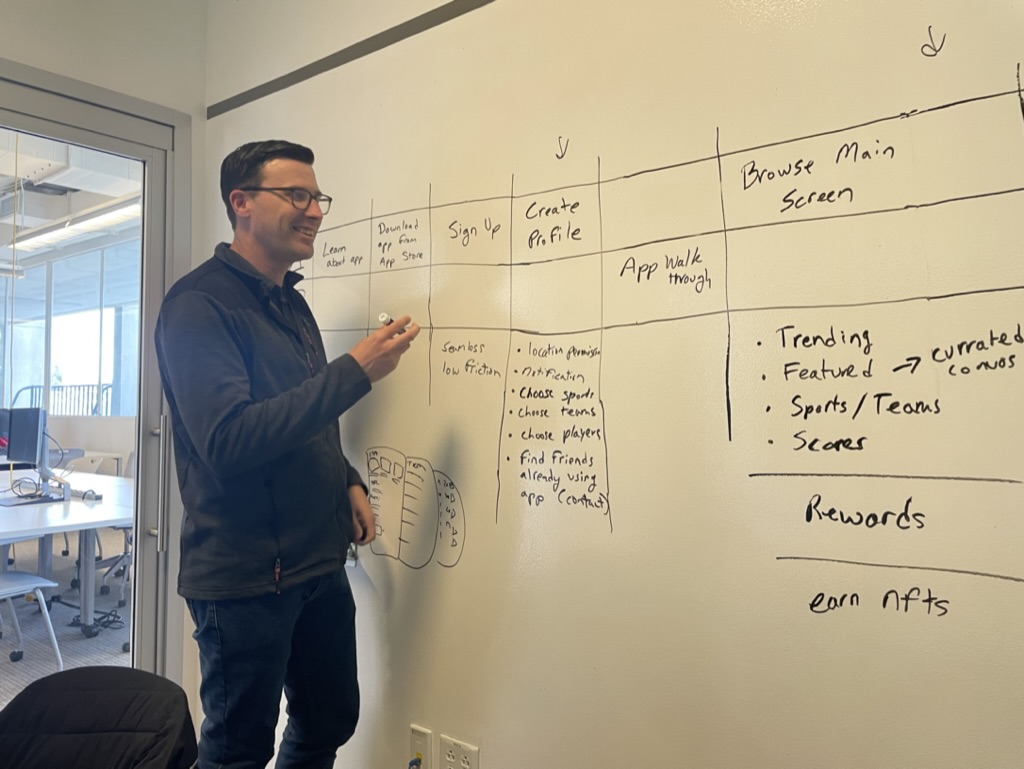 Learn
about app
Download
app from
App Store
Sign Up
Create
Profile
App Walk
through
Browse Main
Screen
Seamless
low friction
• location permission
• notification
• choose sports
• choose teams
• choose players
• Find Friends
already using
app (contact)
• Trending
• Featured → currated
convos
• Sports/Teams
• Scores
Rewards
earn nfts